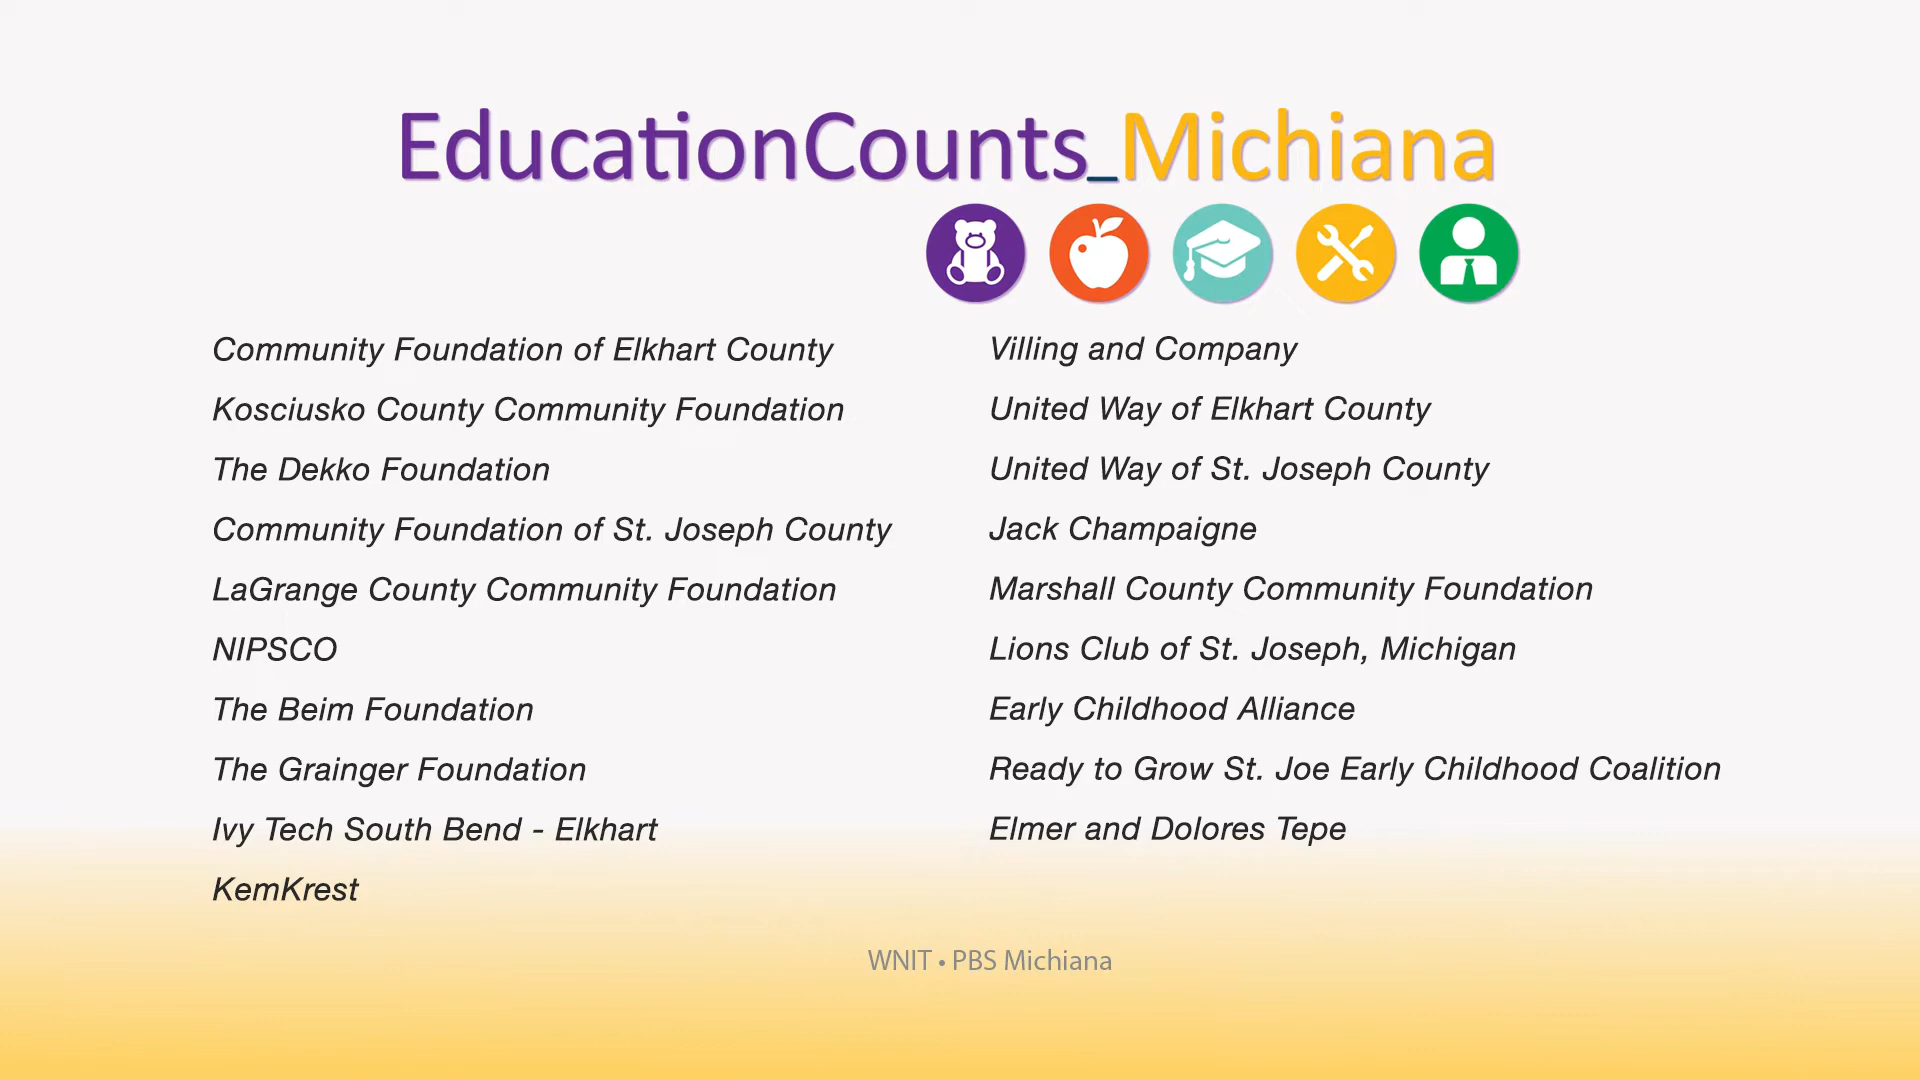 EducationCounts_Michiana
Community Foundation of Elkhart County
Kosciusko County Community Foundation
The Dekko Foundation
Community Foundation of St. Joseph County
LaGrange County Community Foundation
NIPSCO
The Beim Foundation
The Grainger Foundation
Ivy Tech South Bend - Elkhart
KemKrest
Villing and Company
United Way of Elkhart County
United Way of St. Joseph County
Jack Champaigne
Marshall County Community Foundation
Lions Club of St. Joseph, Michigan
Early Childhood Alliance
Ready to Grow St. Joe Early Childhood Coalition
Elmer and Dolores Tepe
WNIT • PBS Michiana